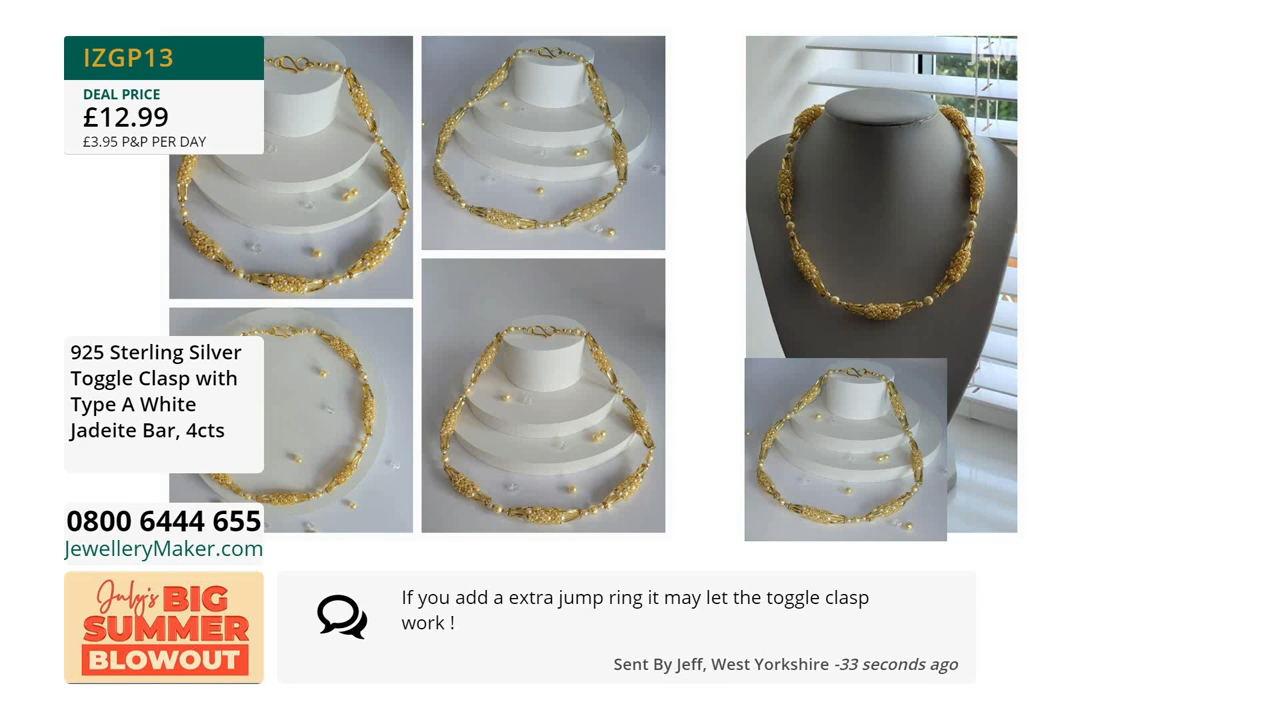 IZGP13
DEAL PRICE
£12.99
£3.95 P&P PER DAY
925 Sterling Silver
Toggle Clasp with
Type A White
Jadeite Bar, 4cts
0800 6444 655
JewelleryMaker.com
July's BIG
SUMMER
BLOWOUT
If you add a extra jump ring it may let the toggle clasp
work !
Sent By Jeff, West Yorkshire -33 seconds ago